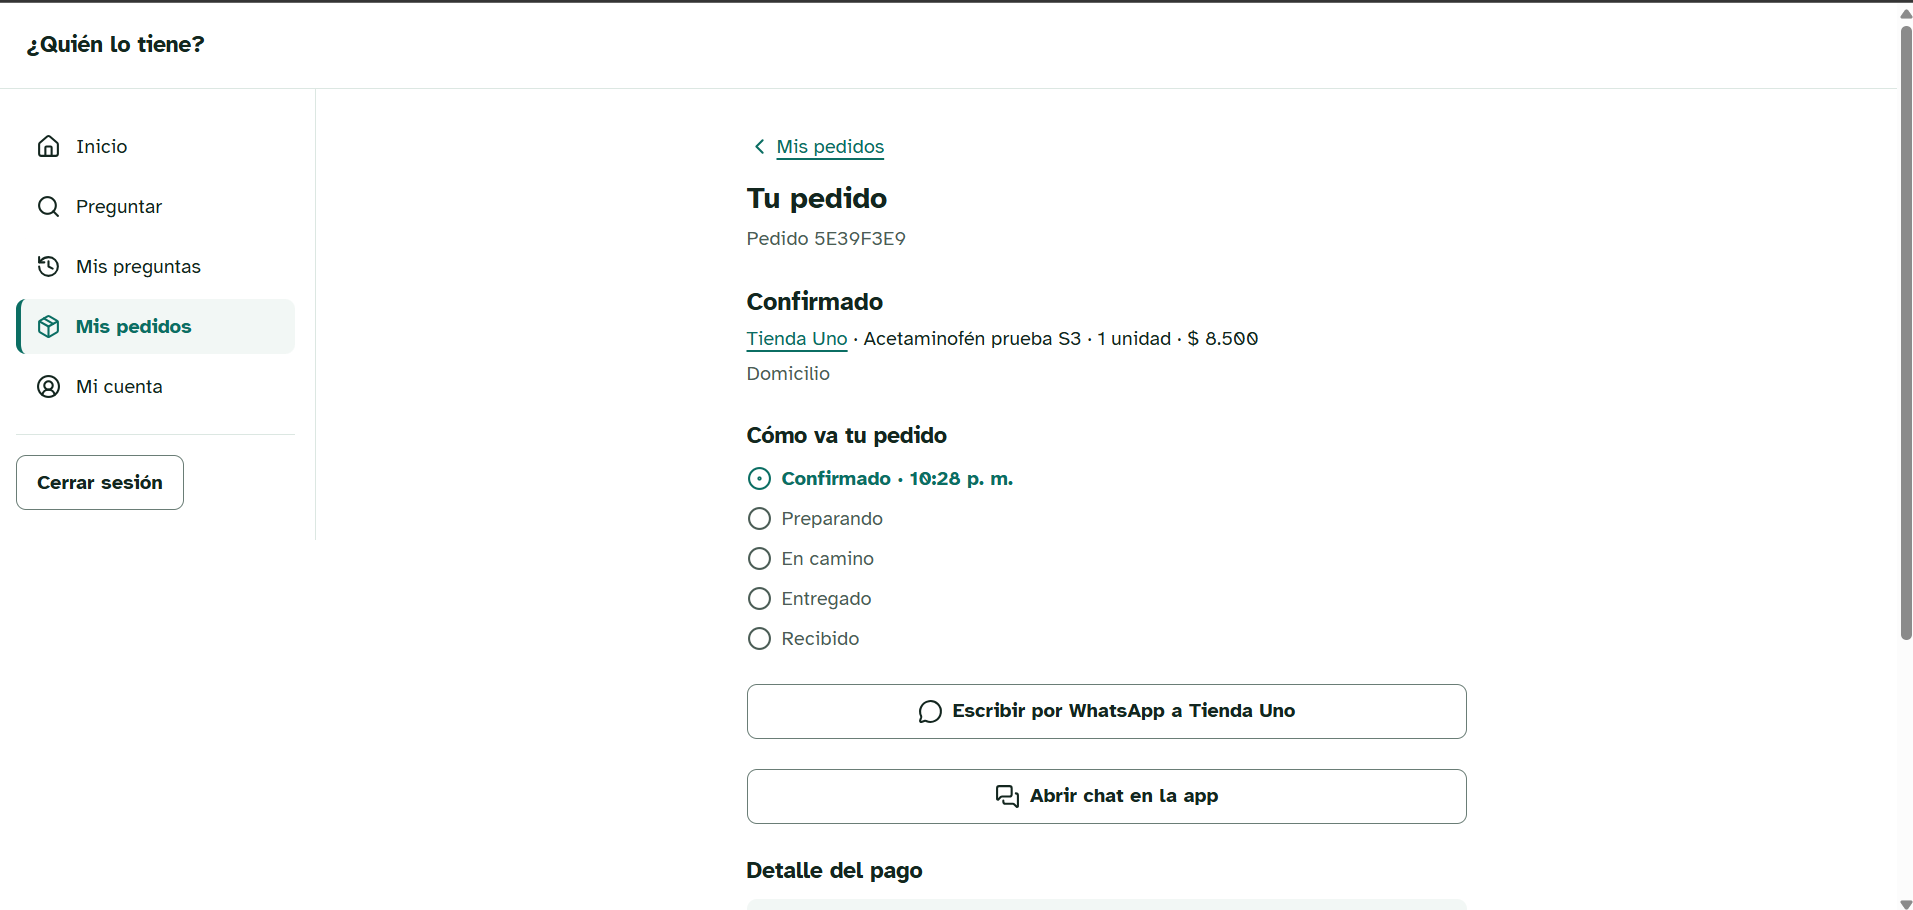 ¿Quién lo tiene?
Inicio
Preguntar
Mis preguntas
Mis pedidos
Mi cuenta
Cerrar sesión
Mis pedidos
Tu pedido
Pedido 5E39F3E9
Confirmado
Tienda Uno · Acetaminofén prueba S3 · 1 unidad · $ 8.500
Domicilio
Cómo va tu pedido
Confirmado · 10:28 p. m.
Preparando
En camino
Entregado
Recibido
Escribir por WhatsApp a Tienda Uno
Abrir chat en la app
Detalle del pago